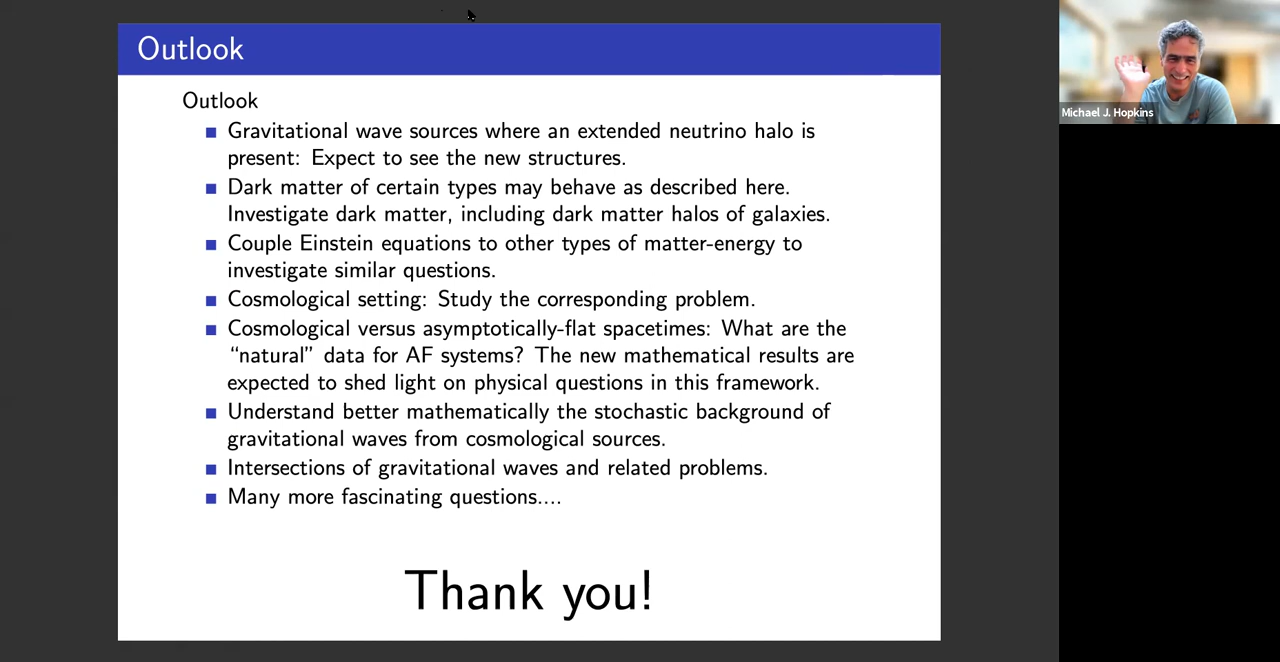 Outlook
Outlook
Gravitational wave sources where an extended neutrino halo is
present: Expect to see the new structures.
Dark matter of certain types may behave as described here.
Investigate dark matter, including dark matter halos of galaxies.
Couple Einstein equations to other types of matter-energy to
investigate similar questions.
Cosmological setting: Study the corresponding problem.
Cosmological versus asymptotically-flat spacetimes: What are the
“natural” data for AF systems? The new mathematical results are
expected to shed light on physical questions in this framework.
Understand better mathematically the stochastic background of
gravitational waves from cosmological sources.
Intersections of gravitational waves and related problems.
Many more fascinating questions....
Thank you!
Michael J. Hopkins